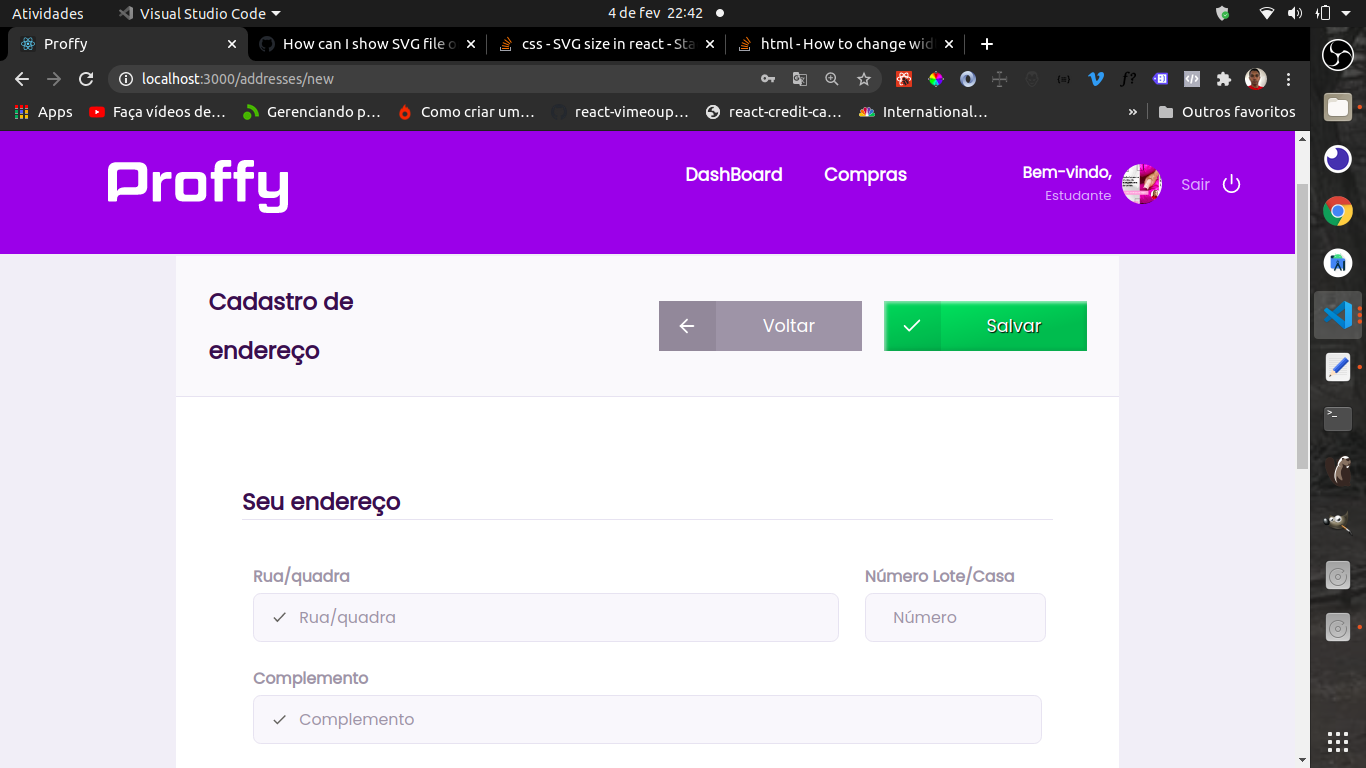 Atividades
Visual Studio Code
4 de fev 22:42
Proffy
How can I show SVG file o
css - SVG size in react - Sta
html - How to change wid
localhost:3000/addresses/new
Apps
Faça vídeos de…
Gerenciando p…
Como criar um…
react-vimeoup…
react-credit-ca…
International…
»
Outros favoritos
Proffy
DashBoard
Compras
Bem-vindo,
Estudante
Sair
Cadastro de
endereço
Voltar
Salvar
Seu endereço
Rua/quadra
Número Lote/Casa
Rua/quadra
Número
Complemento
Complemento